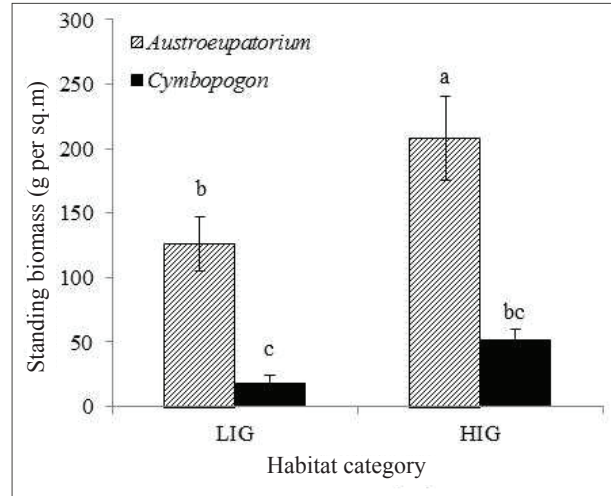 300
250
200
150
100
50
0
Standing biomass (g per sq.m)
Austroeupatorium
Cymbopogon
b
c
a
bc
LIG
HIG
Habitat category